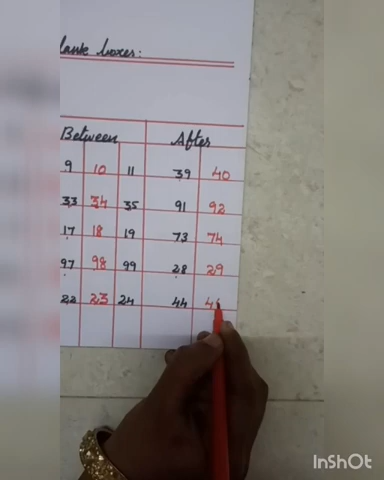 lank boxes:
Between After
9 10 11 39 40
33 34 35 91 92
17 18 19 73 74
97 98 99 28 29
22 23 24 44 4
InShOt